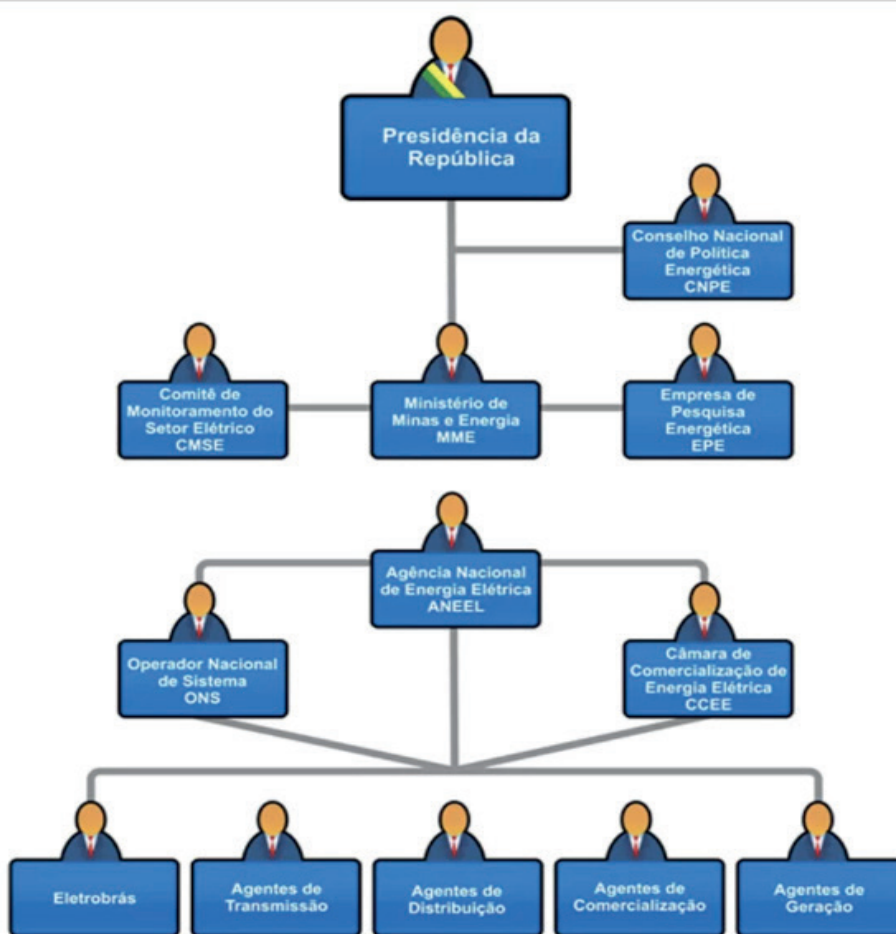 Presidência da
República
Conselho Nacional
de Política
Energética
CNPE
Comitê de
Monitoramento do
Setor Elétrico
CMSE
Ministério de
Minas e Energia
MME
Empresa de
Pesquisa
Energética
EPE
Agência Nacional
de Energia Elétrica
ANEEL
Operador Nacional
de Sistema
ONS
Câmara de
Comercialização de
Energia Elétrica
CCEE
Eletrobrás
Agentes de
Transmissão
Agentes de
Distribuição
Agentes de
Comercialização
Agentes de
Geração